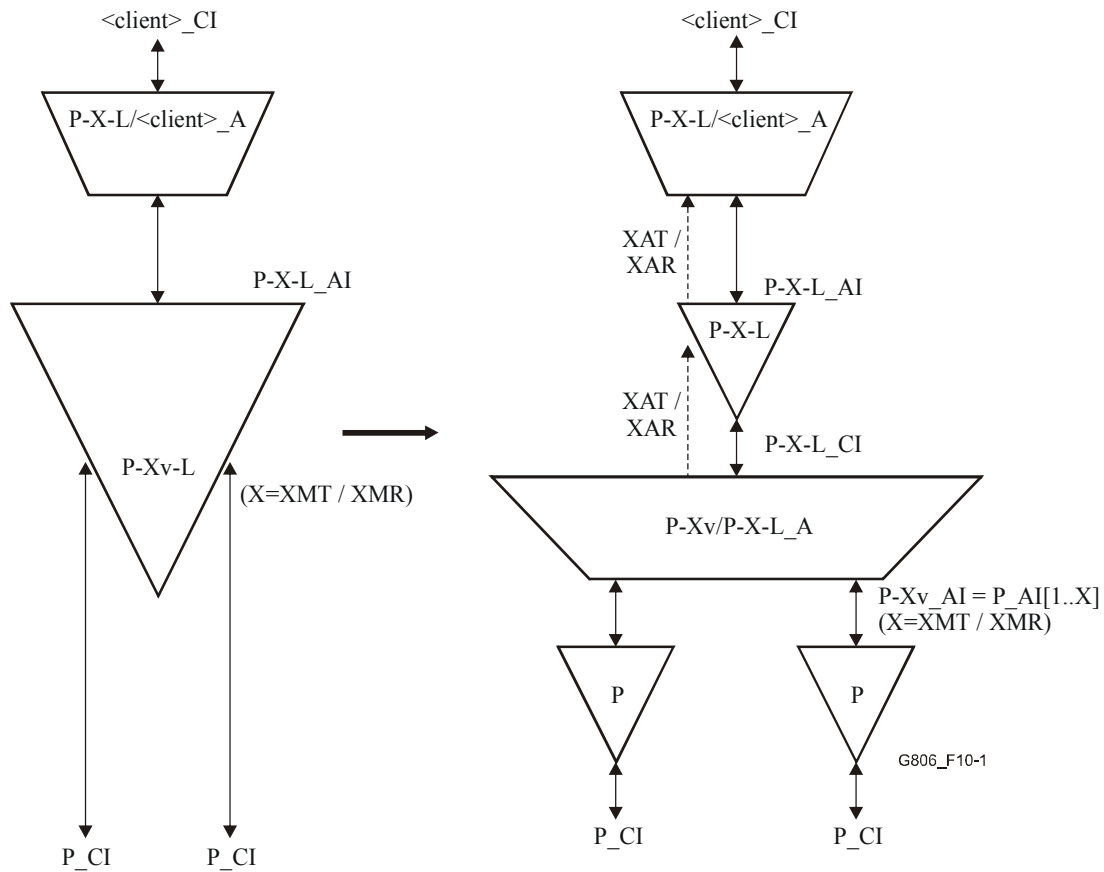 <client>_CI
P-X-L/<client>_A
P-X-L_AI
P-Xv-L
(X=XMT / XMR)
P_CI
P_CI
<client>_CI
P-X-L/<client>_A
XAT /
XAR
P-X-L_AI
P-X-L
XAT /
XAR
P-X-L_CI
P-Xv/P-X-L_A
P-Xv_AI = P_AI[1..X]
(X=XMT / XMR)
P
P
G806_F10-1
P_CI
P_CI